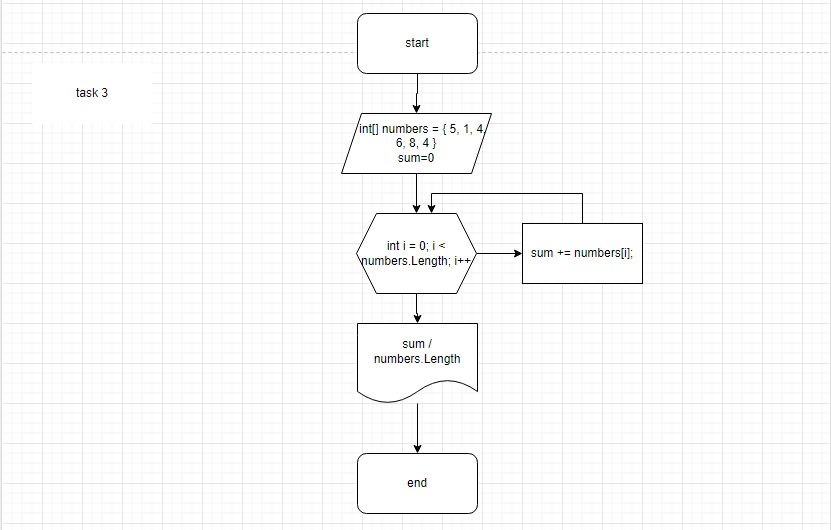 start
task 3
int[] numbers = { 5, 1, 4,
6, 8, 4 }
sum=0
int i = 0; i <
numbers.Length; i++
sum += numbers[i];
sum /
numbers.Length
end